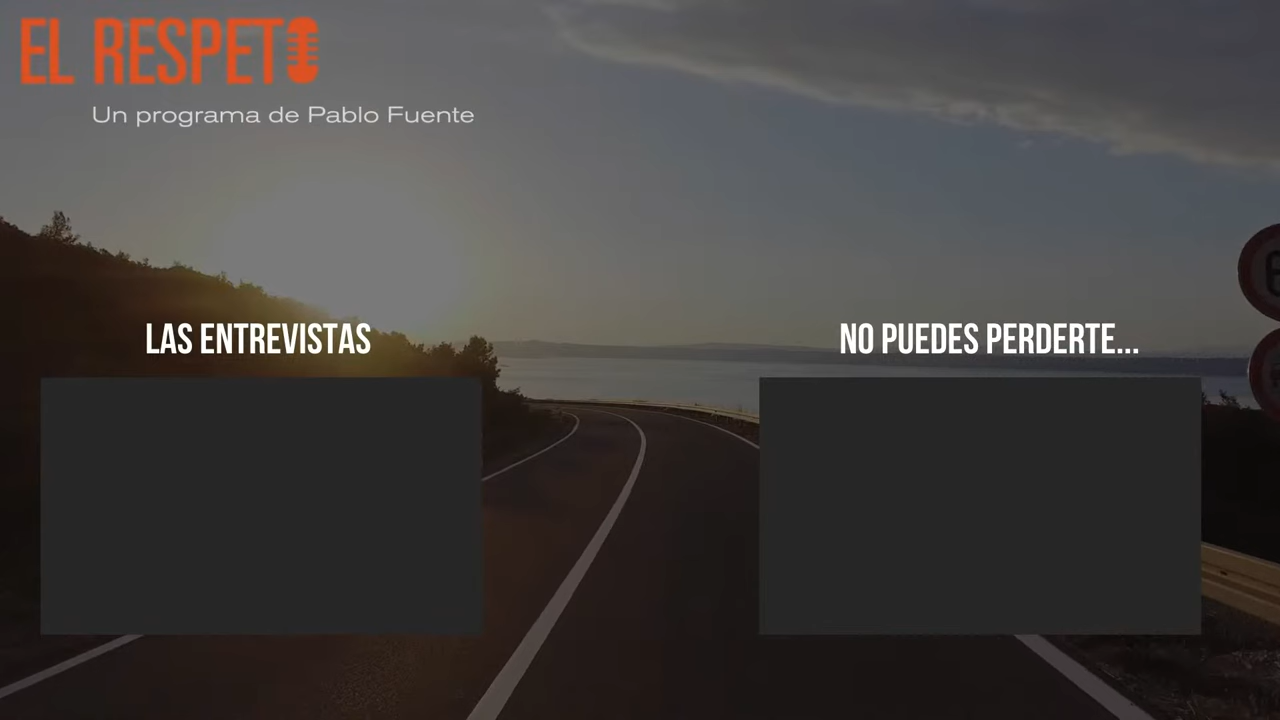 EL RESPETO
Un programa de Pablo Fuente
LAS ENTREVISTAS
NO PUEDES PERDERTE...